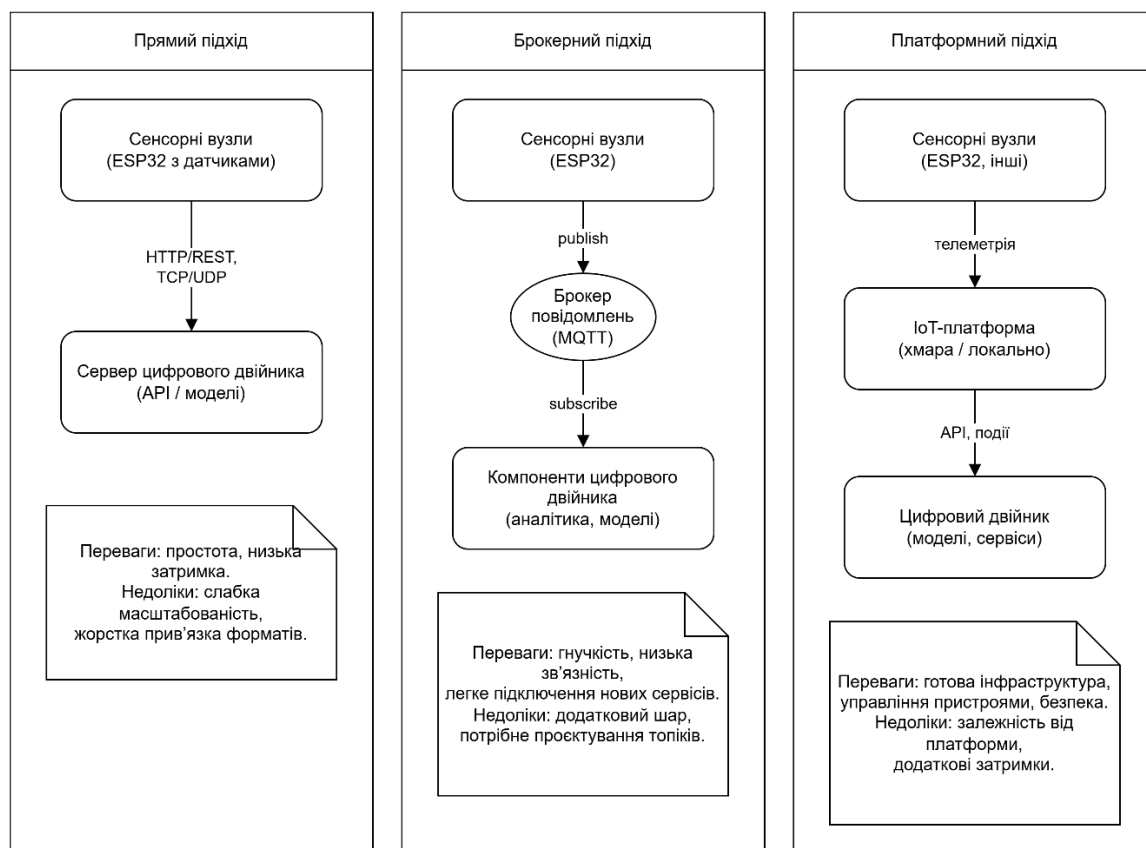 Прямий підхід
Сенсорні вузли
(ESP32 з датчиками)
HTTP/REST,
TCP/UDP
Сервер цифрового двійника
(API / моделі)
Переваги: простота, низька
затримка.
Недоліки: слабка
масштабованість,
жорстка прив’язка форматів.
Брокерний підхід
Сенсорні вузли
(ESP32)
publish
Брокер
повідомлень
(MQTT)
subscribe
Компоненти цифрового
двійника
(аналітика, моделі)
Переваги: гнучкість, низька
зв’язність,
легке підключення нових сервісів.
Недоліки: додатковий шар,
потрібне проєктування топіків.
Платформний підхід
Сенсорні вузли
(ESP32, інші)
телеметрія
IoT-платформа
(хмара / локально)
API, події
Цифровий двійник
(моделі, сервіси)
Переваги: готова інфраструктура,
управління пристроями, безпека.
Недоліки: залежність від
платформи,
додаткові затримки.